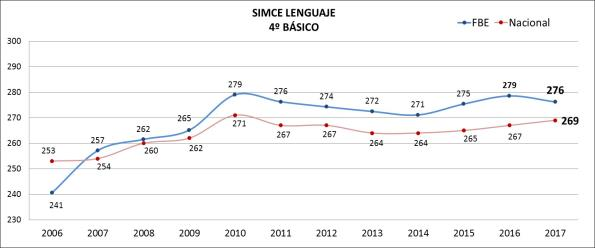 SIMCE LENGUAJE
4º BÁSICO
FBE Nacional
300
290
280
270
260
250
240
230
279 276 274 272 271 275 279 276
253 257 262 265
241 254 260 262 271 267 267 264 264 265 267 269
2006 2007 2008 2009 2010 2011 2012 2013 2014 2015 2016 2017